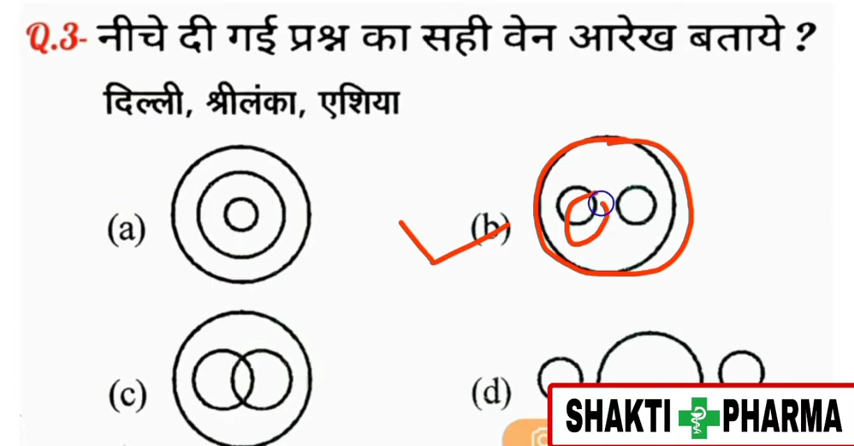 Q.3- नीचे दी गई प्रश्न का सही वेन आरेख बताये ?
दिल्ली, श्रीलंका, एशिया
(a)
(b)
(c)
(d)
SHAKTI PHARMA